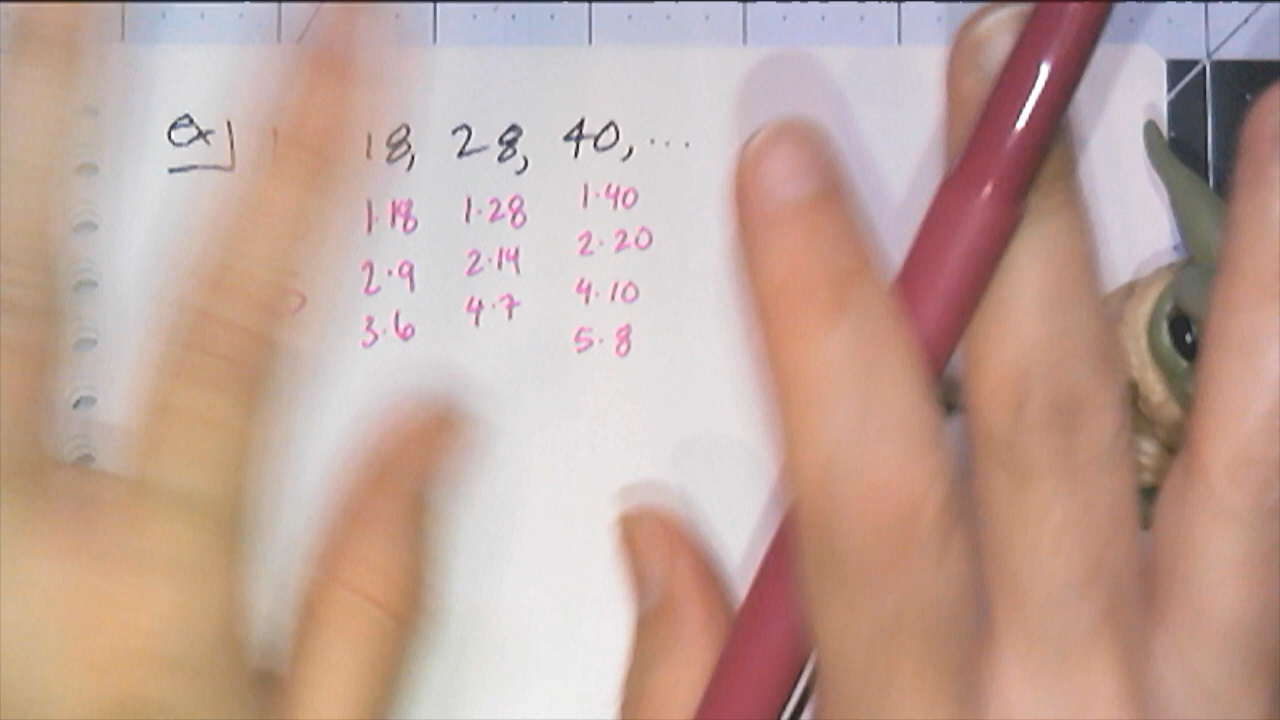 Ex] 18, 28, 40, ...
1·18 1·28 1·40
2·9 2·14 2·20
3·6 4·7 4·10
5·8